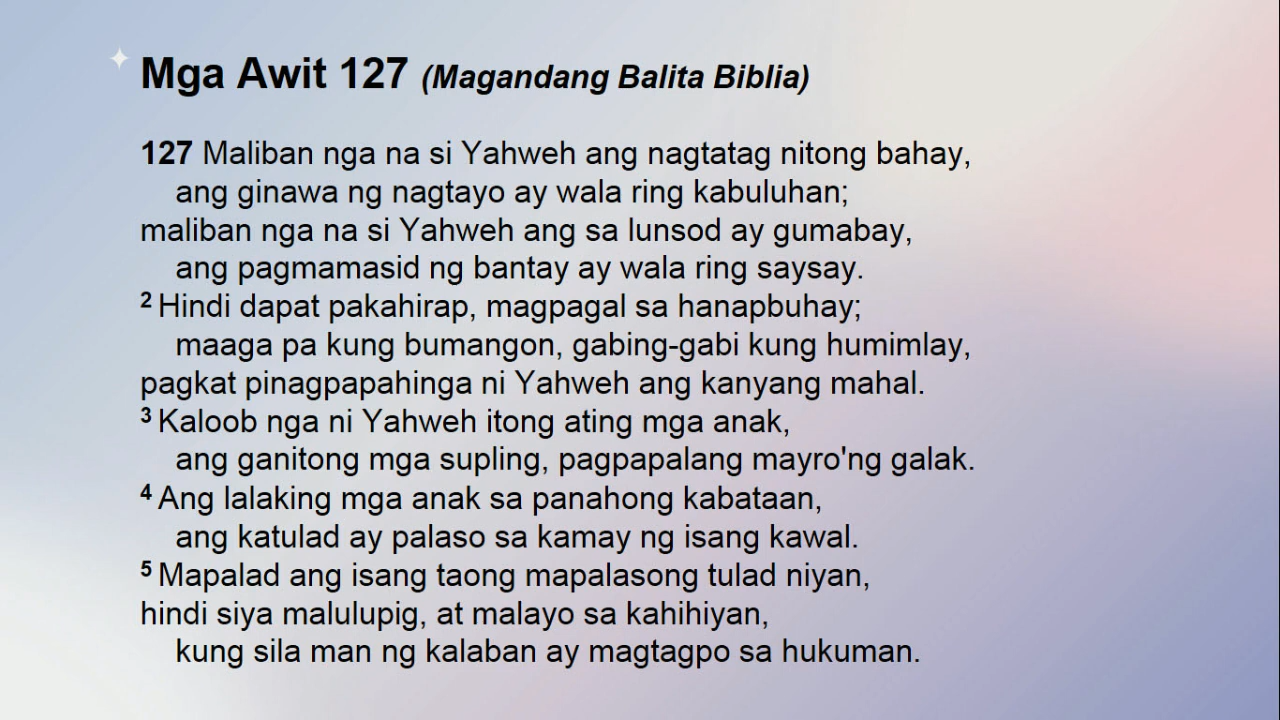 Mga Awit 127 (Magandang Balita Biblia)
127 Maliban nga na si Yahweh ang nagtatag nitong bahay,
ang ginawa ng nagtayo ay wala ring kabuluhan;
maliban nga na si Yahweh ang sa lunsod ay gumabay,
ang pagmamasid ng bantay ay wala ring saysay.
2 Hindi dapat pakahirap, magpagal sa hanapbuhay;
maaga pa kung bumangon, gabing-gabi kung humimlay,
pagkat pinagpapahinga ni Yahweh ang kanyang mahal.
3 Kaloob nga ni Yahweh itong ating mga anak,
ang ganitong mga supling, pagpapalang mayro'ng galak.
4 Ang lalaking mga anak sa panahong kabataan,
ang katulad ay palaso sa kamay ng isang kawal.
5 Mapalad ang isang taong mapalasong tulad niyan,
hindi siya malulupig, at malayo sa kahihiyan,
kung sila man ng kalaban ay magtagpo sa hukuman.